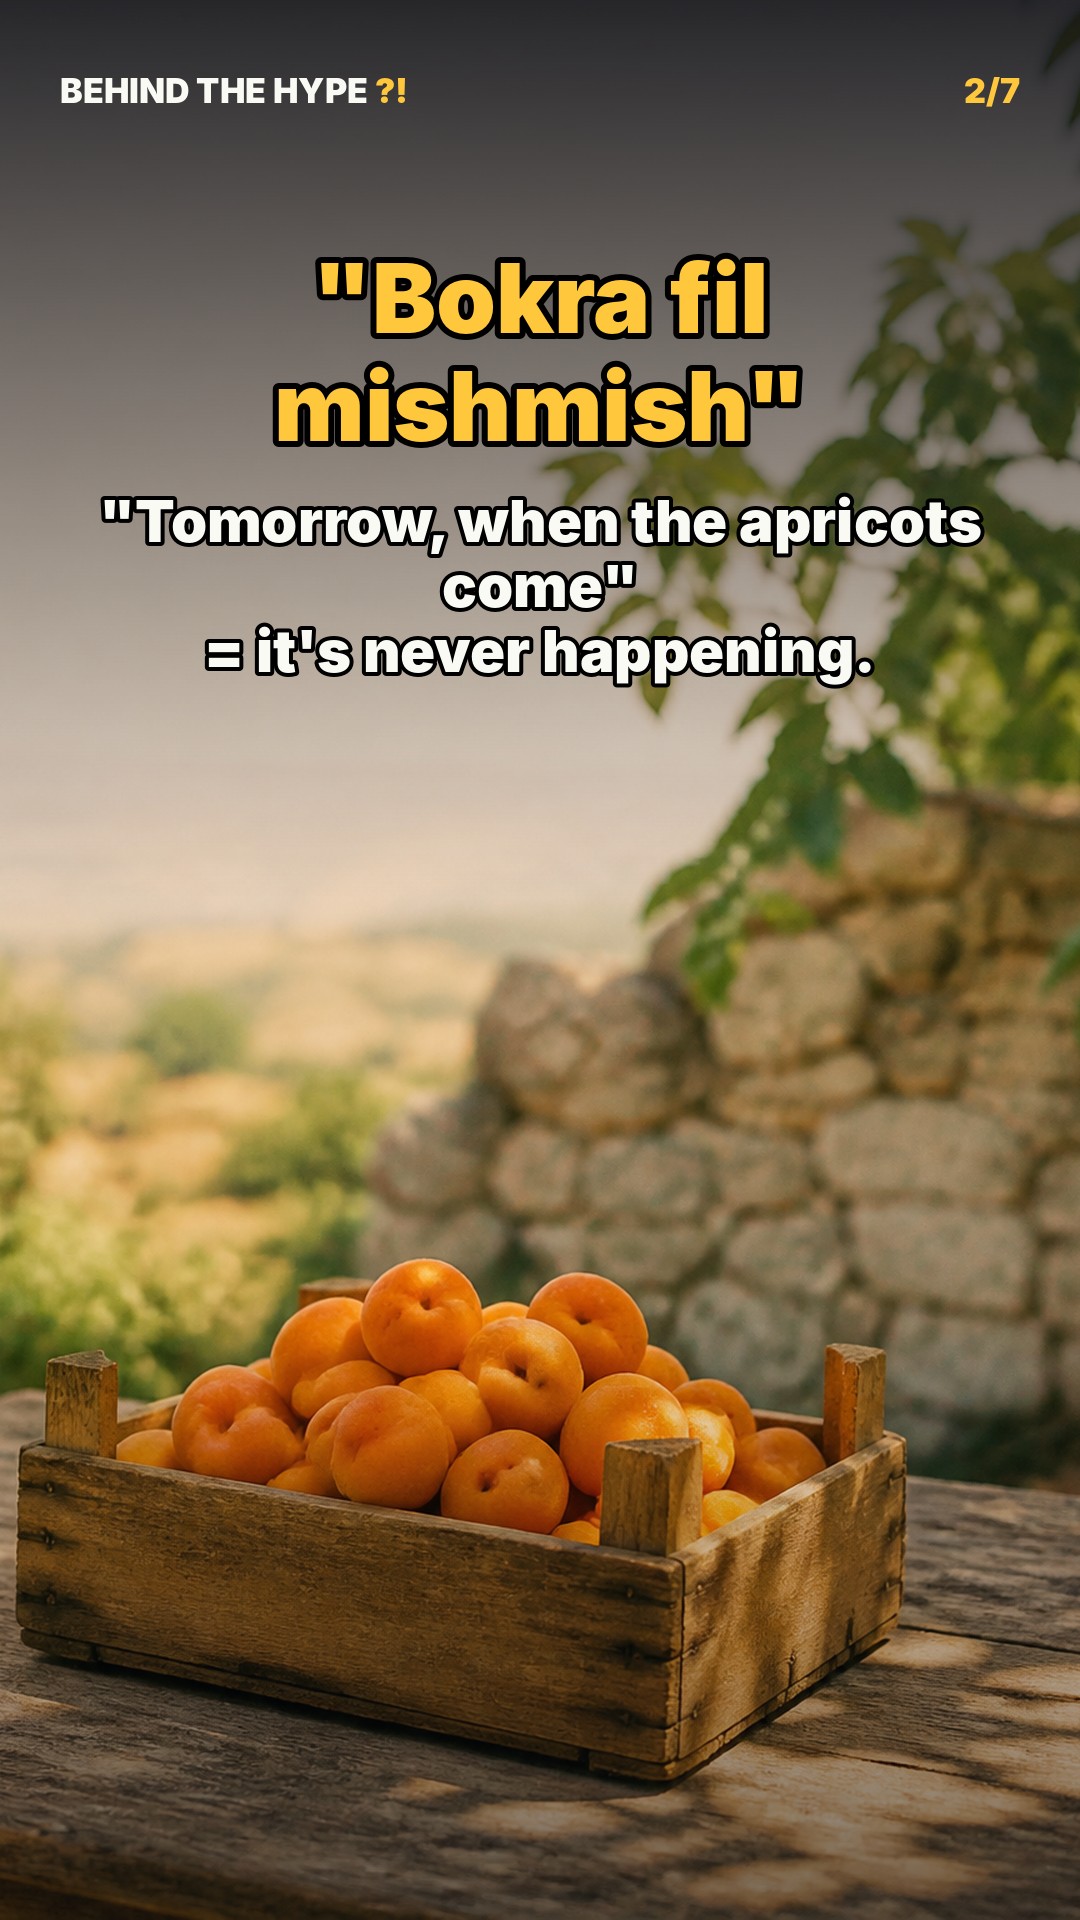 BEHIND THE HYPE ?!
2/7
"Bokra fil
mishmish"
"Tomorrow, when the apricots
come"
= it's never happening.